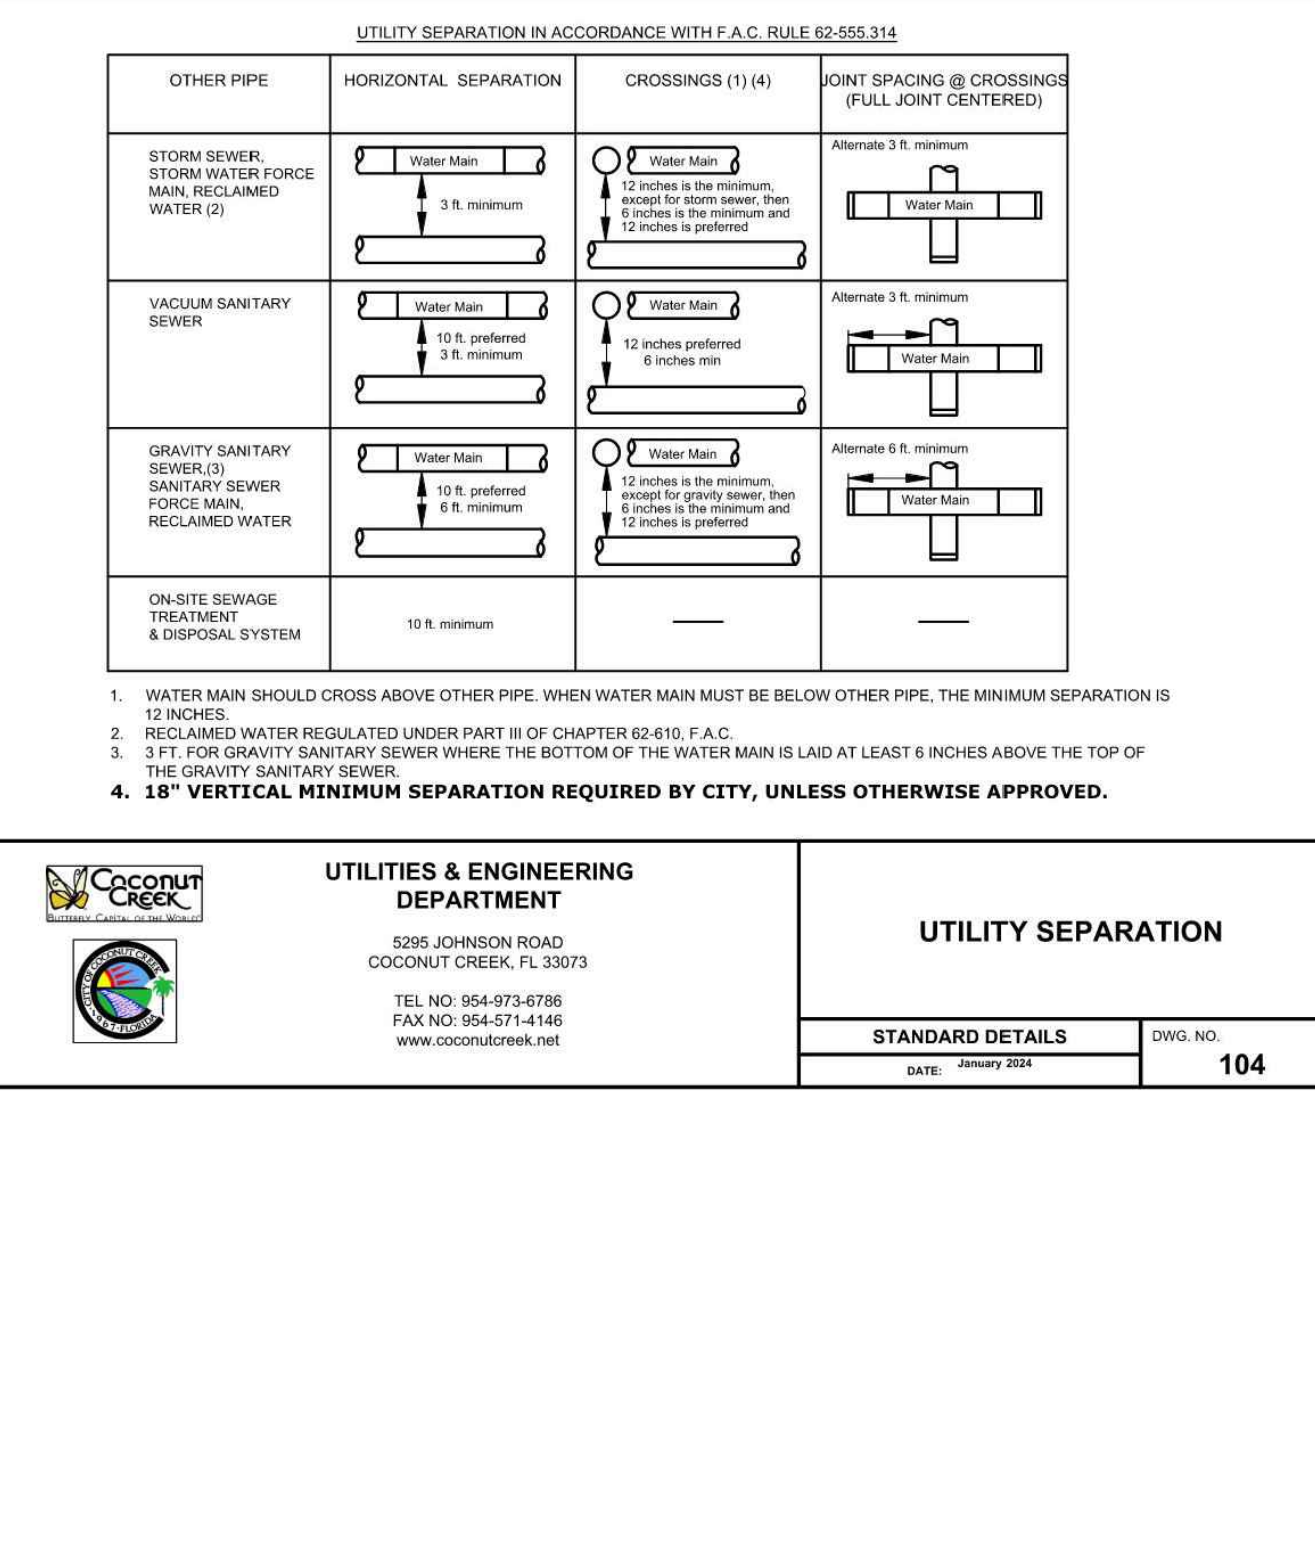 UTILITY SEPARATION IN ACCORDANCE WITH F.A.C. RULE 62-555.314
OTHER PIPE
HORIZONTAL SEPARATION
CROSSINGS (1) (4)
JOINT SPACING @ CROSSINGS
(FULL JOINT CENTERED)
STORM SEWER,
STORM WATER FORCE
MAIN, RECLAIMED
WATER (2)
Water Main
3 ft. minimum
Water Main
12 inches is the minimum,
except for storm sewer, then
6 inches is the minimum and
12 inches is preferred
Alternate 3 ft. minimum
Water Main
VACUUM SANITARY
SEWER
Water Main
10 ft. preferred
3 ft. minimum
Water Main
12 inches preferred
6 inches min
Alternate 3 ft. minimum
Water Main
GRAVITY SANITARY
SEWER,(3)
SANITARY SEWER
FORCE MAIN,
RECLAIMED WATER
Water Main
10 ft. preferred
6 ft. minimum
Water Main
12 inches is the minimum,
except for gravity sewer, then
6 inches is the minimum and
12 inches is preferred
Alternate 6 ft. minimum
Water Main
ON-SITE SEWAGE
TREATMENT
& DISPOSAL SYSTEM
10 ft. minimum
1. WATER MAIN SHOULD CROSS ABOVE OTHER PIPE. WHEN WATER MAIN MUST BE BELOW OTHER PIPE, THE MINIMUM SEPARATION IS
12 INCHES.
2. RECLAIMED WATER REGULATED UNDER PART III OF CHAPTER 62-610, F.A.C.
3. 3 FT. FOR GRAVITY SANITARY SEWER WHERE THE BOTTOM OF THE WATER MAIN IS LAID AT LEAST 6 INCHES ABOVE THE TOP OF
THE GRAVITY SANITARY SEWER.
4. 18" VERTICAL MINIMUM SEPARATION REQUIRED BY CITY, UNLESS OTHERWISE APPROVED.
COCONUT
CREEK
BUTTERFLY CAPITAL OF THE WORLD
CITY OF COCONUT CREEK
1967 · FLORIDA
UTILITIES & ENGINEERING
DEPARTMENT
5295 JOHNSON ROAD
COCONUT CREEK, FL 33073
TEL NO: 954-973-6786
FAX NO: 954-571-4146
www.coconutcreek.net
UTILITY SEPARATION
STANDARD DETAILS
DATE: January 2024
DWG. NO.
104